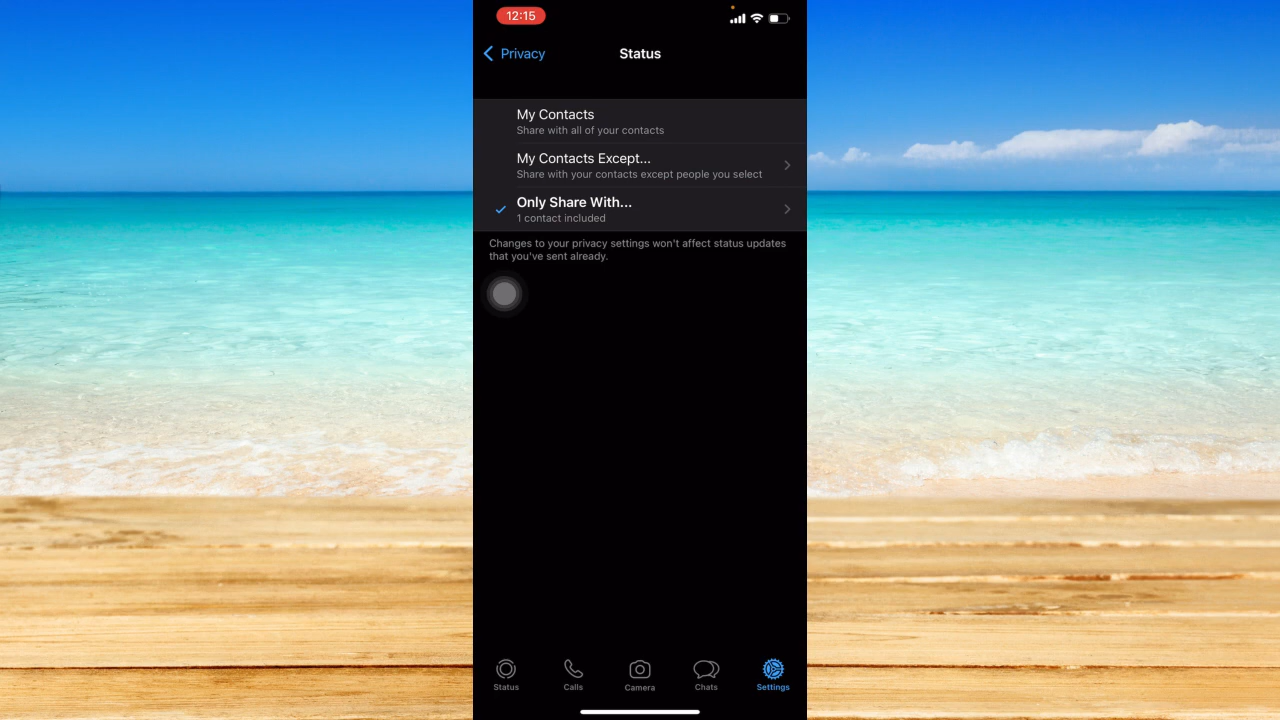 12:15
Privacy
Status
My Contacts
Share with all of your contacts
My Contacts Except...
Share with your contacts except people you select
Only Share With...
1 contact included
Changes to your privacy settings won't affect status updates
that you've sent already.
Status
Calls
Camera
Chats
Settings